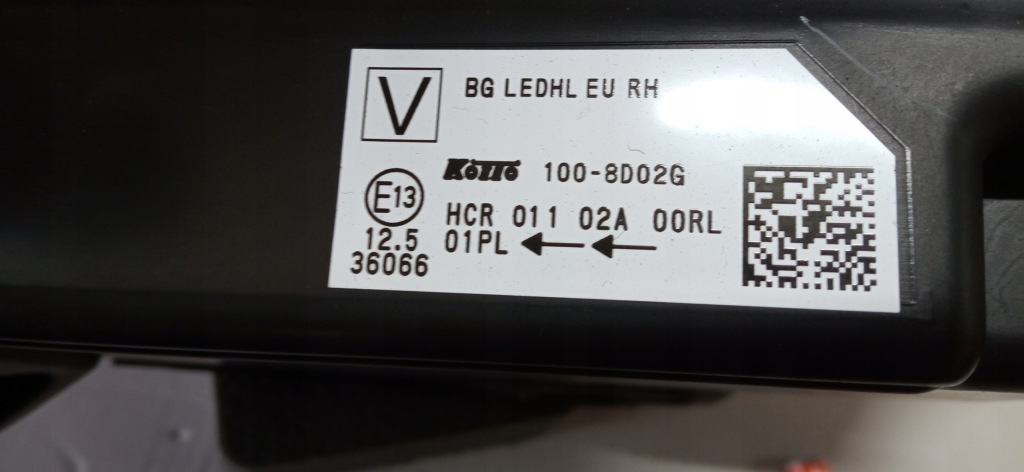 V
BG LEDHL EU RH
KOITO 100-8D02G
E13
HCR 011 02A 00RL
12.5 01PL
36066